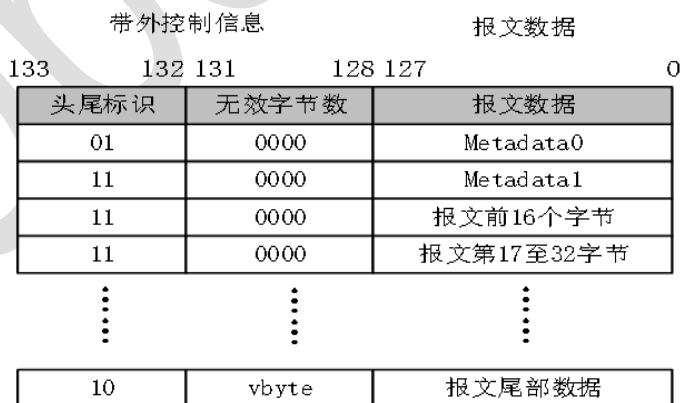 带外控制信息 报文数据
133 132 131 128 127 0
头尾标识 无效字节数 报文数据
01 0000 Metadata0
11 0000 Metadata1
11 0000 报文前16个字节
11 0000 报文第17至32字节
10 vbyte 报文尾部数据